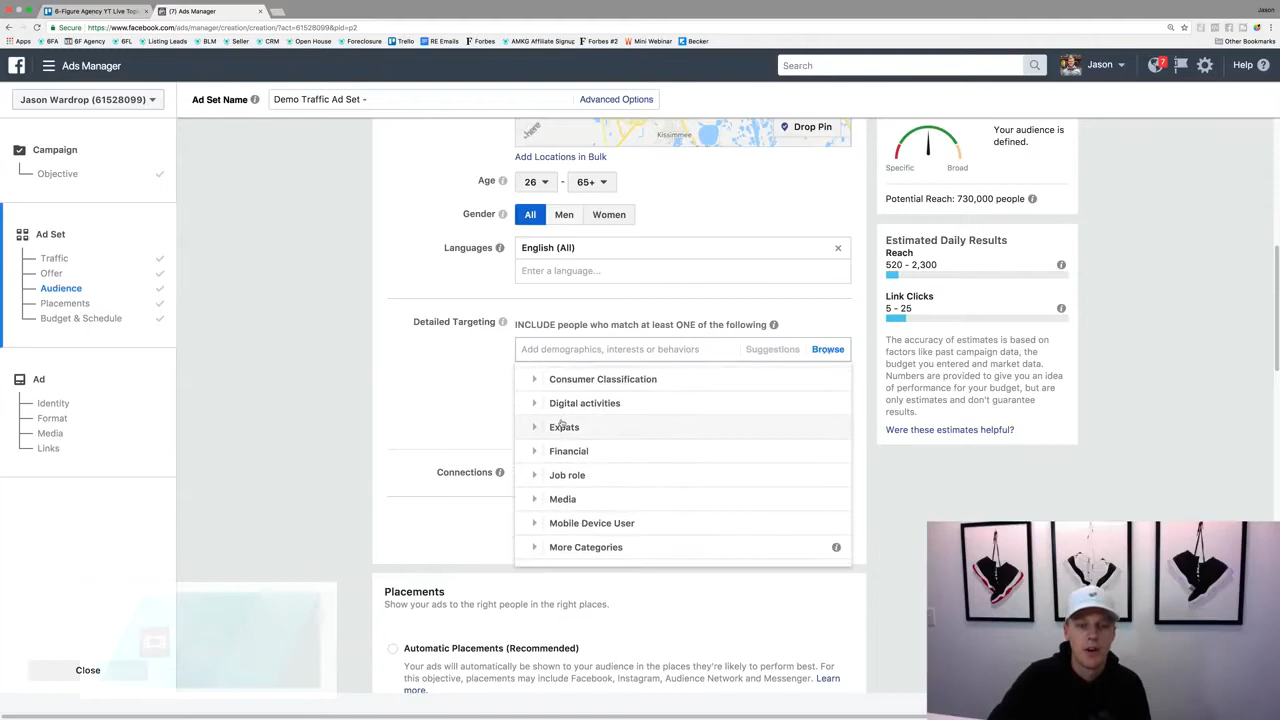 6-Figure Agency YT Live Topi
(7) Ads Manager
Jason
Secure
https://www.facebook.com/ads/manager/creation/creation/?act=61528099&pid=p2
Apps
6FA
6F Agency
6FL
Listing Leads
BLM
Seller
CRM
Open House
Foreclosure
Trello
RE Emails
Forbes
AMKG Affiliate Signup
Forbes #2
Mini Webinar
Becker
Other Bookmarks
Ads Manager
Search
Jason
7
Help
Jason Wardrop (61528099)
Ad Set Name
Demo Traffic Ad Set -
Advanced Options
Campaign
Objective
Ad Set
Traffic
Offer
Audience
Placements
Budget & Schedule
Ad
Identity
Format
Media
Links
Close
here
Kissimmee
Drop Pin
Add Locations in Bulk
Age
26
-
65+
Gender
All
Men
Women
Languages
English (All)
Enter a language...
Detailed Targeting
INCLUDE people who match at least ONE of the following
Add demographics, interests or behaviors
Suggestions
Browse
Consumer Classification
Digital activities
Expats
Financial
Job role
Media
Mobile Device User
More Categories
Connections
Placements
Show your ads to the right people in the right places.
Automatic Placements (Recommended)
Your ads will automatically be shown to your audience in the places they're likely to perform best. For
this objective, placements may include Facebook, Instagram, Audience Network and Messenger. Learn
more.
Your audience is
defined.
Specific
Broad
Potential Reach: 730,000 people
Estimated Daily Results
Reach
520 - 2,300
Link Clicks
5 - 25
The accuracy of estimates is based on
factors like past campaign data, the
budget you entered and market data.
Numbers are provided to give you an idea
of performance for your budget, but are
only estimates and don't guarantee
results.
Were these estimates helpful?